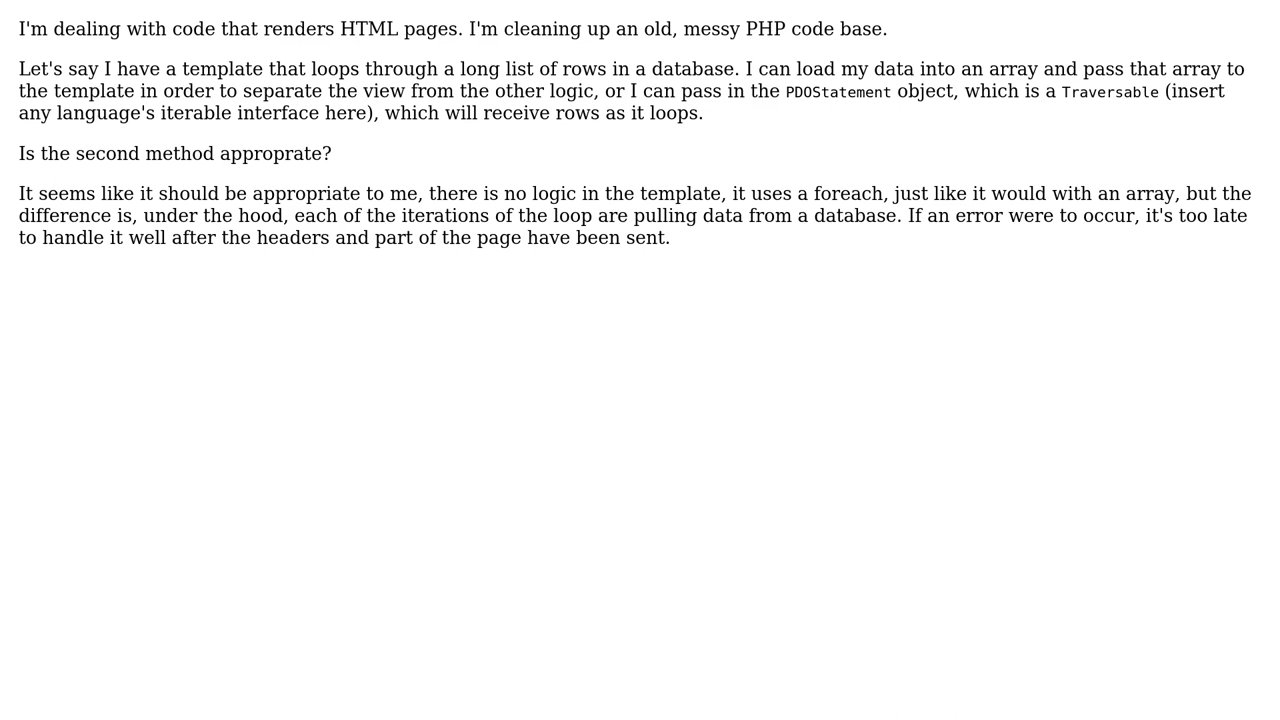 I'm dealing with code that renders HTML pages. I'm cleaning up an old, messy PHP code base.
Let's say I have a template that loops through a long list of rows in a database. I can load my data into an array and pass that array to
the template in order to separate the view from the other logic, or I can pass in the PDOStatement object, which is a Traversable (insert
any language's iterable interface here), which will receive rows as it loops.
Is the second method approprate?
It seems like it should be appropriate to me, there is no logic in the template, it uses a foreach, just like it would with an array, but the
difference is, under the hood, each of the iterations of the loop are pulling data from a database. If an error were to occur, it's too late
to handle it well after the headers and part of the page have been sent.